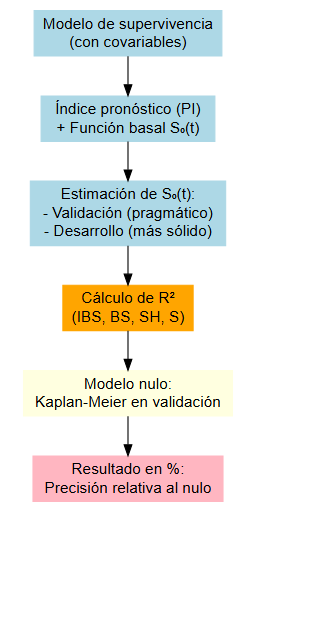 Modelo de supervivencia
(con covariables)
Índice pronóstico (PI)
+ Función basal S₀(t)
Estimación de S₀(t):
- Validación (pragmático)
- Desarrollo (más sólido)
Cálculo de R²
(IBS, BS, SH, S)
Modelo nulo:
Kaplan-Meier en validación
Resultado en %:
Precisión relativa al nulo